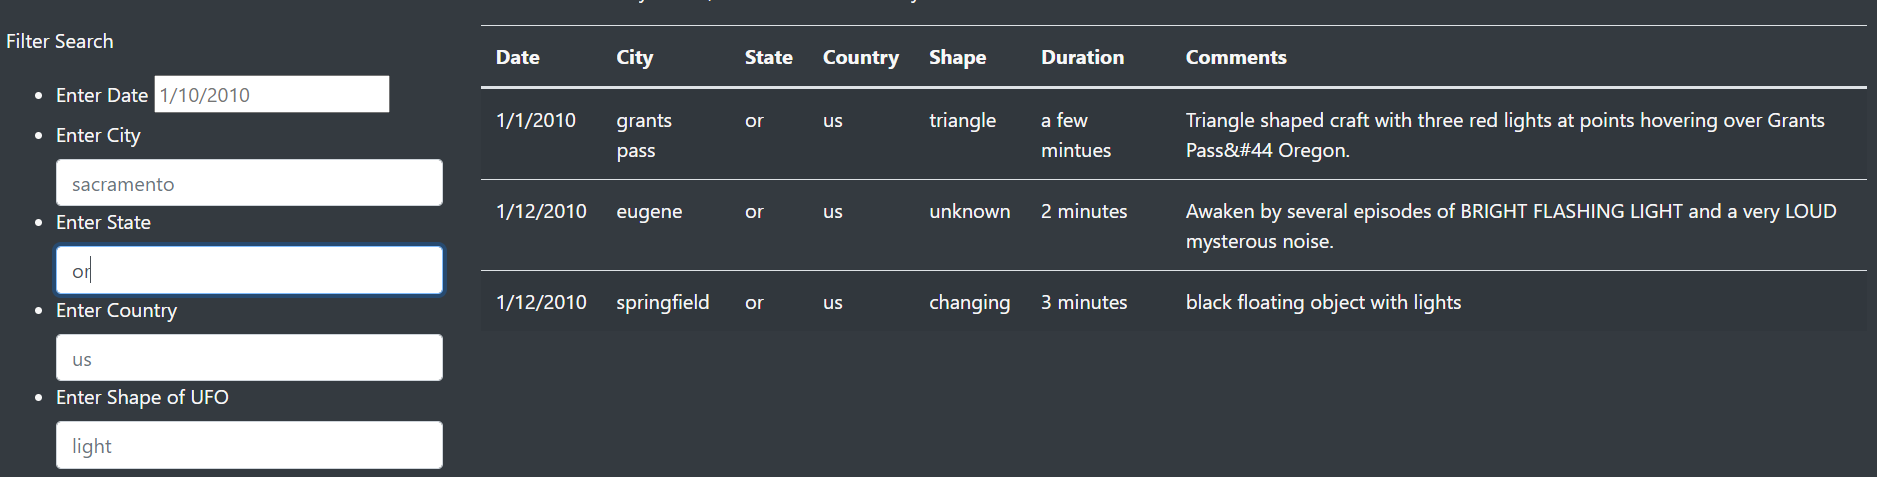 Filter Search
Enter Date 1/10/2010
Enter City
sacramento
Enter State
or
Enter Country
us
Enter Shape of UFO
light
Date City State Country Shape Duration Comments
1/1/2010 grants or us triangle a few Triangle shaped craft with three red lights at points hovering over Grants
pass mintues Pass&#44 Oregon.
1/12/2010 eugene or us unknown 2 minutes Awaken by several episodes of BRIGHT FLASHING LIGHT and a very LOUD
mysterous noise.
1/12/2010 springfield or us changing 3 minutes black floating object with lights